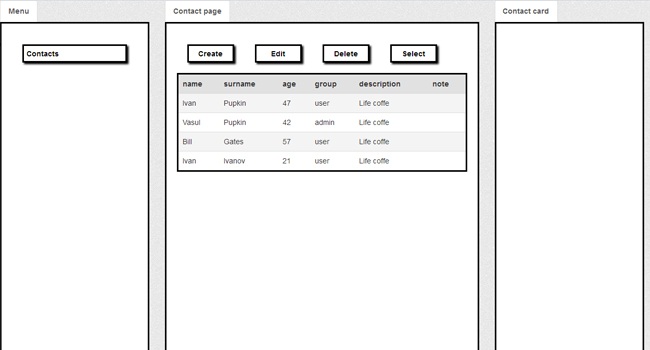 Menu
Contacts
Contact page
Create Edit Delete Select
name surname age group description note
Ivan Pupkin 47 user Life coffe
Vasul Pupkin 42 admin Life coffe
Bill Gates 57 user Life coffe
Ivan Ivanov 21 user Life coffe
Contact card